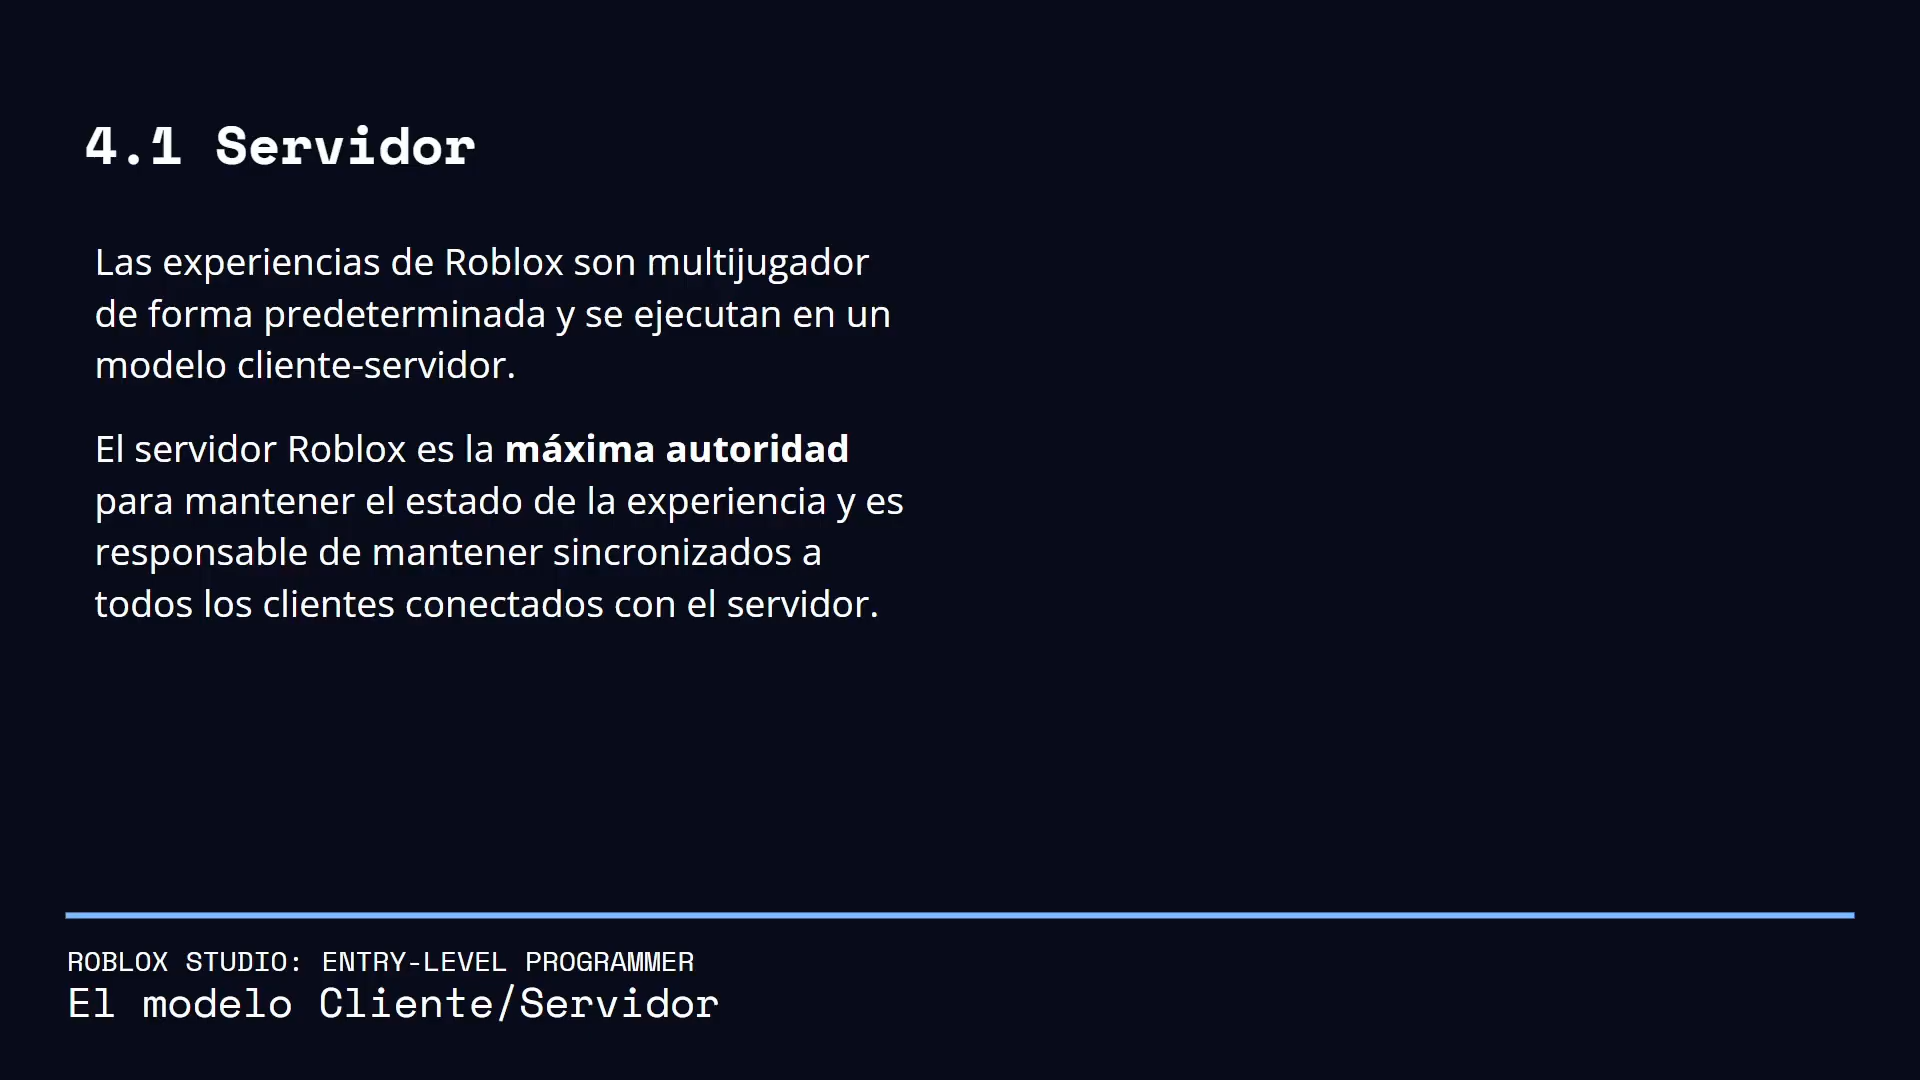 4.1 Servidor
Las experiencias de Roblox son multijugador
de forma predeterminada y se ejecutan en un
modelo cliente-servidor.
El servidor Roblox es la máxima autoridad
para mantener el estado de la experiencia y es
responsable de mantener sincronizados a
todos los clientes conectados con el servidor.
ROBLOX STUDIO: ENTRY-LEVEL PROGRAMMER
El modelo Cliente/Servidor